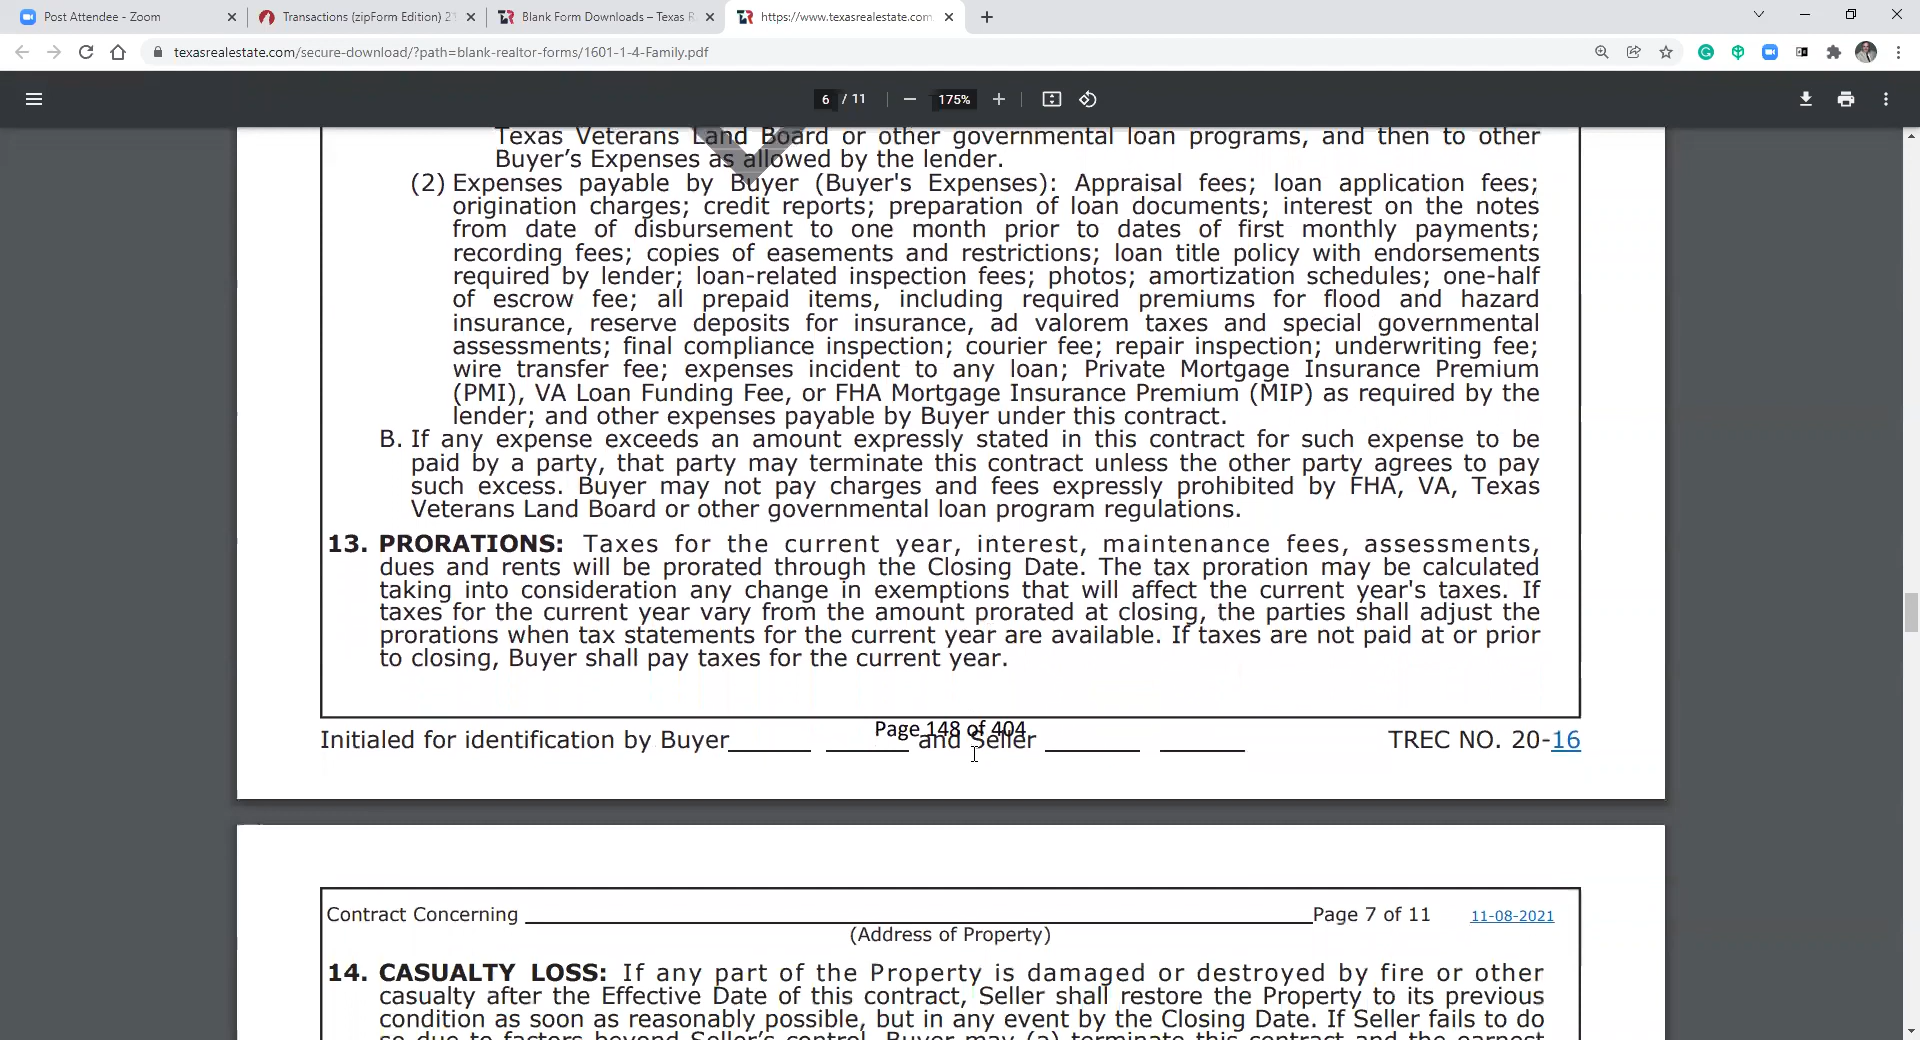 Post Attendee - Zoom
Transactions (zipForm Edition) 21
Blank Form Downloads – Texas R
https://www.texasrealestate.com
texasrealestate.com/secure-download/?path=blank-realtor-forms/1601-1-4-Family.pdf
6 / 11 175%
Texas Veterans Land Board or other governmental loan programs, and then to other
Buyer’s Expenses as allowed by the lender.
(2) Expenses payable by Buyer (Buyer's Expenses): Appraisal fees; loan application fees;
origination charges; credit reports; preparation of loan documents; interest on the notes
from date of disbursement to one month prior to dates of first monthly payments;
recording fees; copies of easements and restrictions; loan title policy with endorsements
required by lender; loan-related inspection fees; photos; amortization schedules; one-half
of escrow fee; all prepaid items, including required premiums for flood and hazard
insurance, reserve deposits for insurance, ad valorem taxes and special governmental
assessments; final compliance inspection; courier fee; repair inspection; underwriting fee;
wire transfer fee; expenses incident to any loan; Private Mortgage Insurance Premium
(PMI), VA Loan Funding Fee, or FHA Mortgage Insurance Premium (MIP) as required by the
lender; and other expenses payable by Buyer under this contract.
B. If any expense exceeds an amount expressly stated in this contract for such expense to be
paid by a party, that party may terminate this contract unless the other party agrees to pay
such excess. Buyer may not pay charges and fees expressly prohibited by FHA, VA, Texas
Veterans Land Board or other governmental loan program regulations.
13. PRORATIONS: Taxes for the current year, interest, maintenance fees, assessments,
dues and rents will be prorated through the Closing Date. The tax proration may be calculated
taking into consideration any change in exemptions that will affect the current year's taxes. If
taxes for the current year vary from the amount prorated at closing, the parties shall adjust the
prorations when tax statements for the current year are available. If taxes are not paid at or prior
to closing, Buyer shall pay taxes for the current year.
Page 148 of 404
Initialed for identification by Buyer______ ______ and Seller _______ ______ TREC NO. 20-16
Contract Concerning ____________________________________________Page 7 of 11 11-08-2021
(Address of Property)
14. CASUALTY LOSS: If any part of the Property is damaged or destroyed by fire or other
casualty after the Effective Date of this contract, Seller shall restore the Property to its previous
condition as soon as reasonably possible, but in any event by the Closing Date. If Seller fails to do
so due to factors beyond Seller's control, Buyer may (a) terminate this contract and the earnest